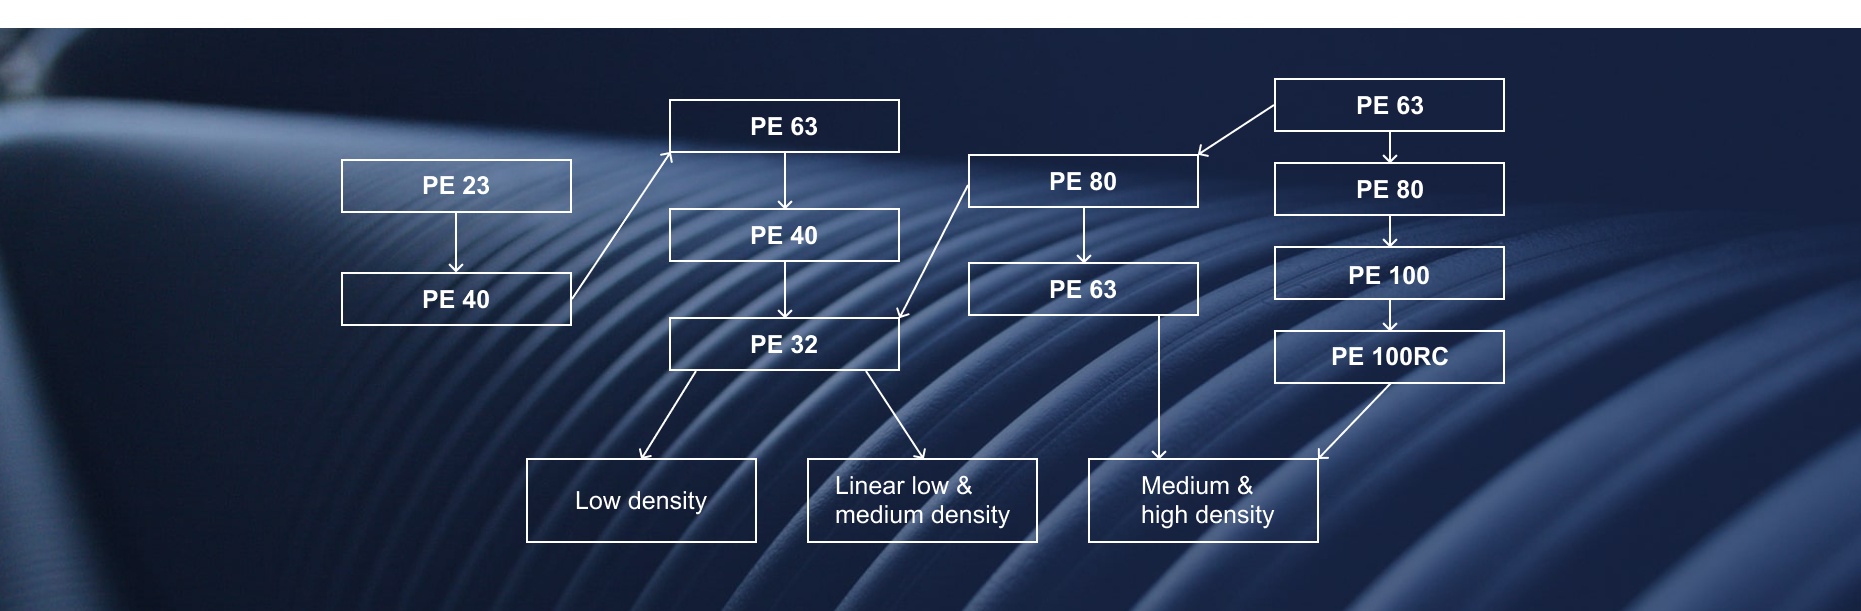 PE 23
PE 40
PE 63
PE 40
PE 32
PE 80
PE 63
PE 63
PE 80
PE 100
PE 100RC
Low density
Linear low &
medium density
Medium &
high density